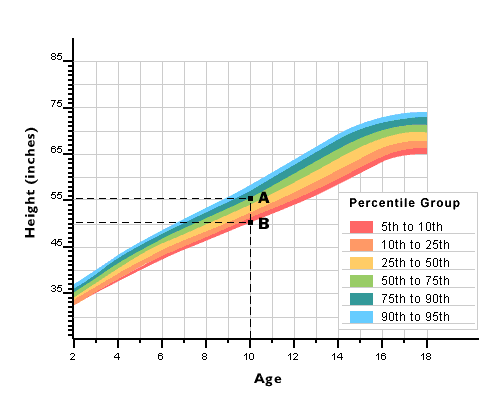 Height (inches)
85
75
65
55
45
35
A
B
Percentile Group
5th to 10th
10th to 25th
25th to 50th
50th to 75th
75th to 90th
90th to 95th
2 4 6 8 10 12 14 16 18
Age